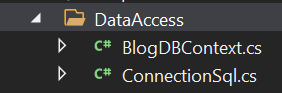 DataAccess
C# BlogDBContext.cs
C# ConnectionSql.cs